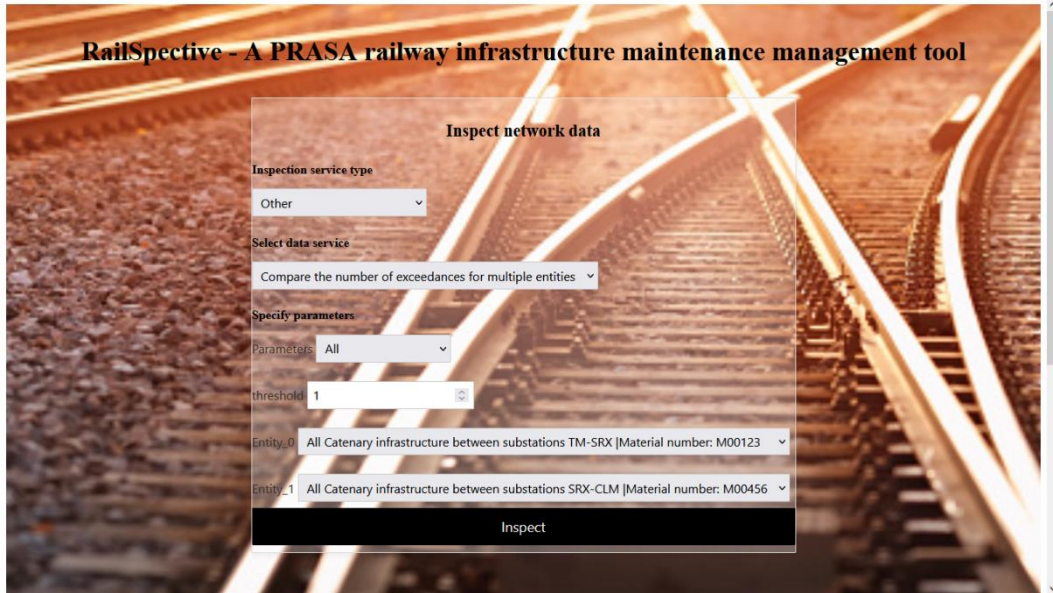 RailSpective - A PRASA railway infrastructure maintenance management tool
Inspect network data
Inspection service type
Other
Select data service
Compare the number of exceedances for multiple entities
Specify parameters
Parameters All
threshold 1
Entity_0 All Catenary infrastructure between substations TM-SRX |Material number: M00123
Entity_1 All Catenary infrastructure between substations SRX-CLM |Material number: M00456
Inspect